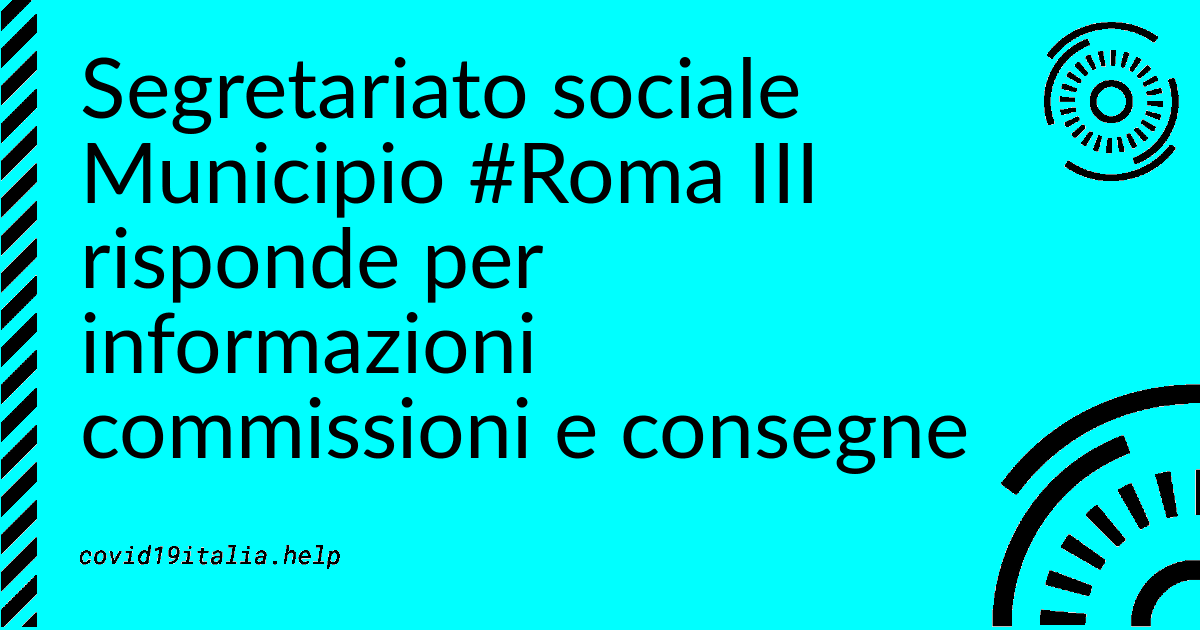 Segretariato sociale
Municipio #Roma III
risponde per
informazioni
commissioni e consegne
covid19italia.help